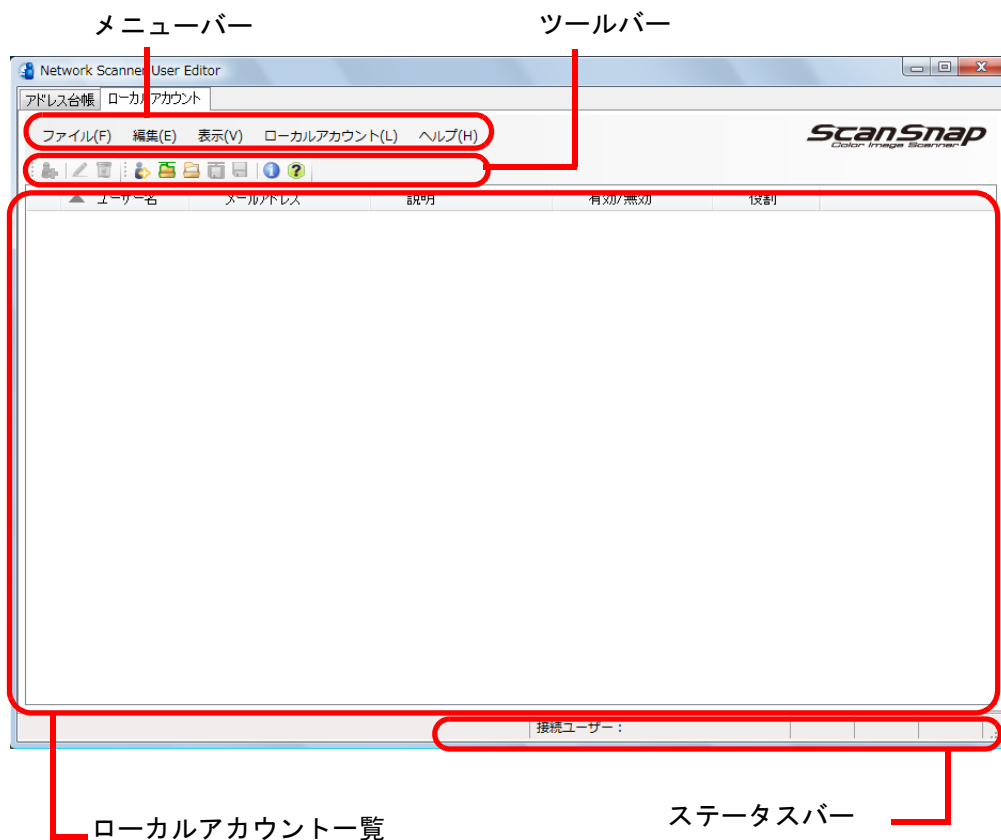 メニューバー ツールバー
Network Scanner User Editor
アドレス台帳 ローカルアカウント
ファイル(F) 編集(E) 表示(V) ローカルアカウント(L) ヘルプ(H)
ScanSnap
Color Image Scanner
ユーザー名 メールアドレス 説明 有効/無効 役割
接続ユーザー：
ローカルアカウント一覧 ステータスバー